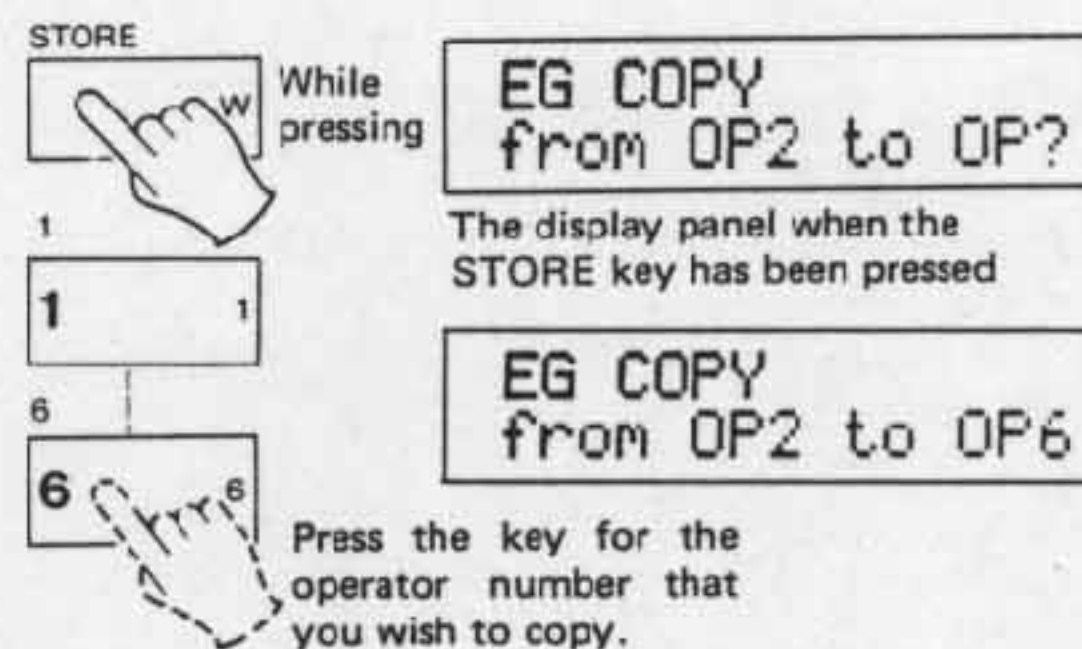 STORE
W
While
pressing
EG COPY
from OP2 to OP?
The display panel when the
STORE key has been pressed
1
1 1
EG COPY
from OP2 to OP6
6
6 6
Press the key for the
operator number that
you wish to copy.